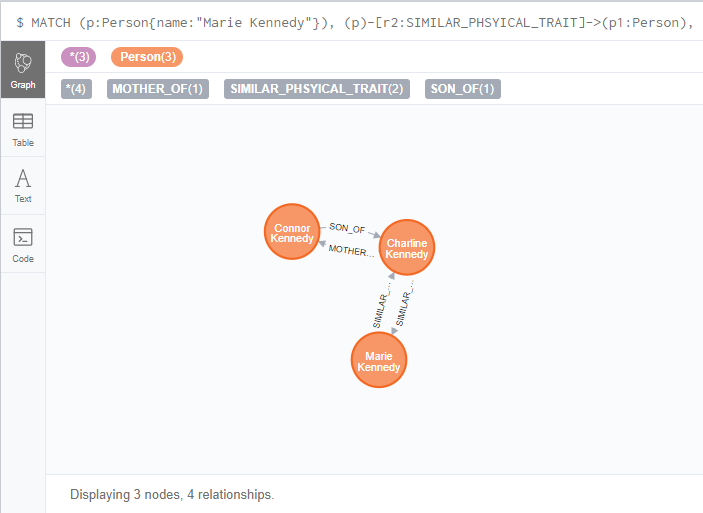 $ MATCH (p:Person{name:"Marie Kennedy"}), (p)-[r2:SIMILAR_PHSYICAL_TRAIT]->(p1:Person),
Graph
*(3) Person(3)
*(4) MOTHER_OF(1) SIMILAR_PHSYICAL_TRAIT(2) SON_OF(1)
Table
Text
Code
Connor
Kennedy
SON_OF
MOTHER...
Charline
Kennedy
SIMILAR_...
SIMILAR_...
Marie
Kennedy
Displaying 3 nodes, 4 relationships.